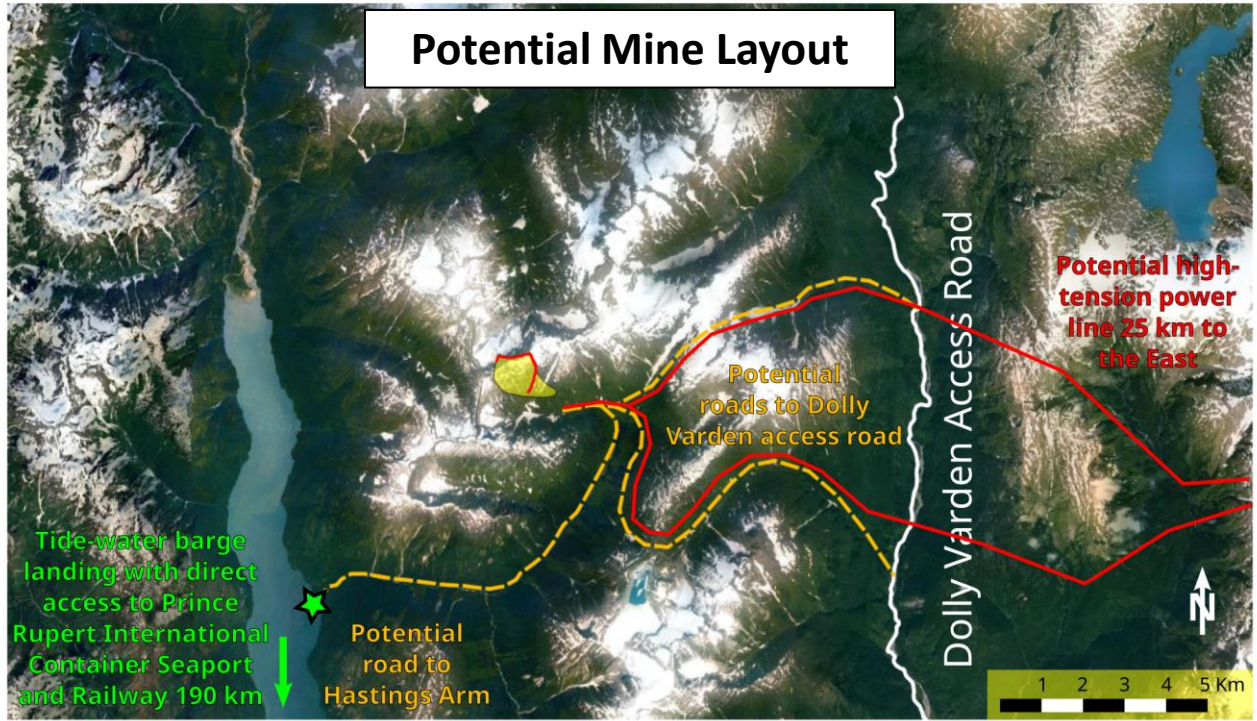 Potential Mine Layout
Dolly Varden Access Road
Potential high-
tension power
line 25 km to
the East
Potential
roads to Dolly
Varden access road
Tide-water barge
landing with direct
access to Prince
Rupert International
Container Seaport
and Railway 190 km
Potential
road to
Hastings Arm
N
1 2 3 4 5 Km